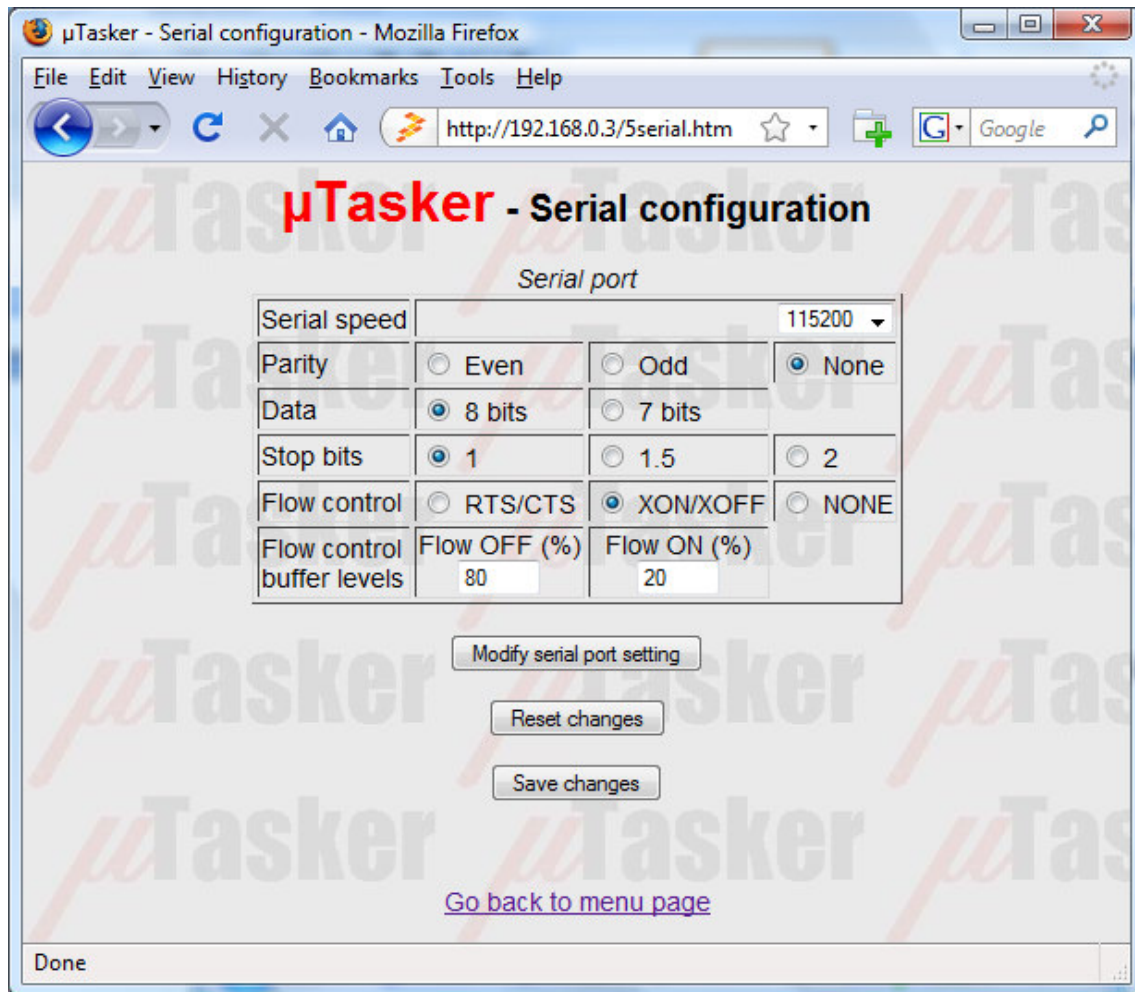 µTasker - Serial configuration - Mozilla Firefox
File Edit View History Bookmarks Tools Help
http://192.168.0.3/5serial.htm G Google
µTasker - Serial configuration
Serial port
Serial speed 115200
Parity Even Odd None
Data 8 bits 7 bits
Stop bits 1 1.5 2
Flow control RTS/CTS XON/XOFF NONE
Flow control buffer levels Flow OFF (%) Flow ON (%)
80 20
Modify serial port setting
Reset changes
Save changes
Go back to menu page
Done